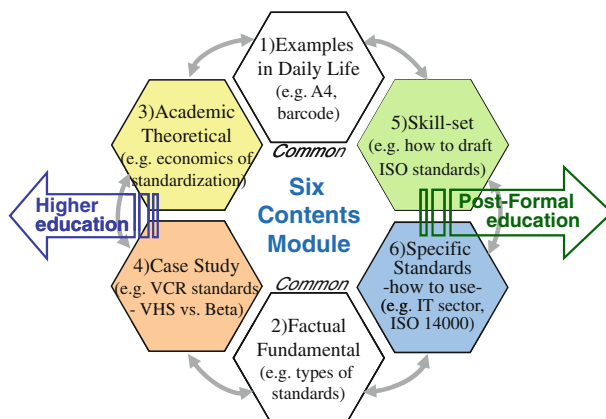 1)Examples
in Daily Life
(e.g. A4,
barcode)
Common
3)Academic
Theoretical
(e.g. economics of
standardization)
5)Skill-set
(e.g. how to draft
ISO standards)
Higher
education
Six
Contents
Module
Post-Formal
education
4)Case Study
(e.g. VCR standards
- VHS vs. Beta)
6)Specific
Standards
-how to use-
(e.g. IT sector,
ISO 14000)
Common
2)Factual
Fundamental
(e.g. types of
standards)